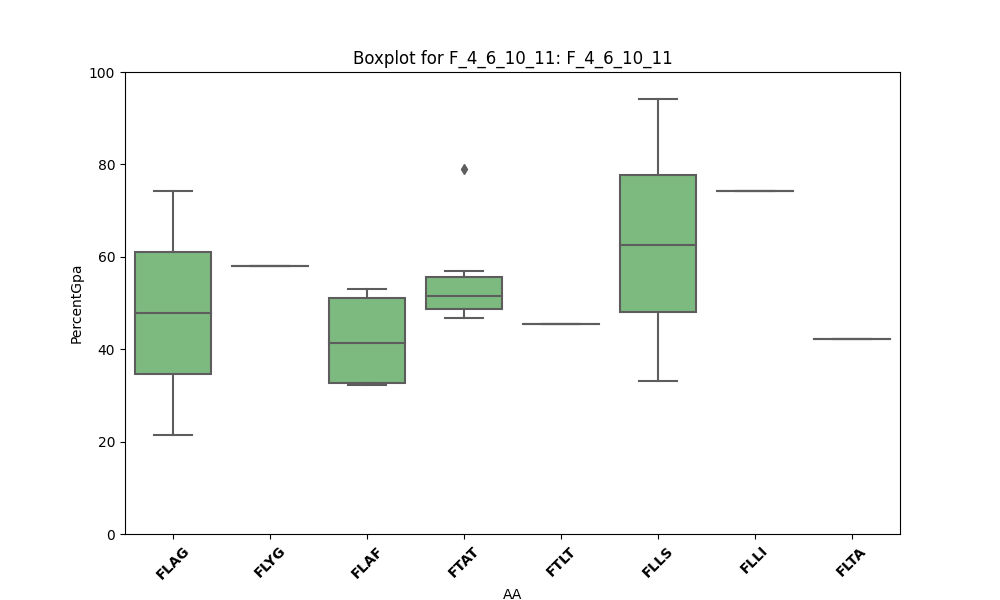 Boxplot for F_4_6_10_11: F_4_6_10_11
100
80
60
40
20
0
PercentGpa
FLAG
FLYG
FLAF
FTAT
FTLT
FLLS
FLLI
FLTA
AA